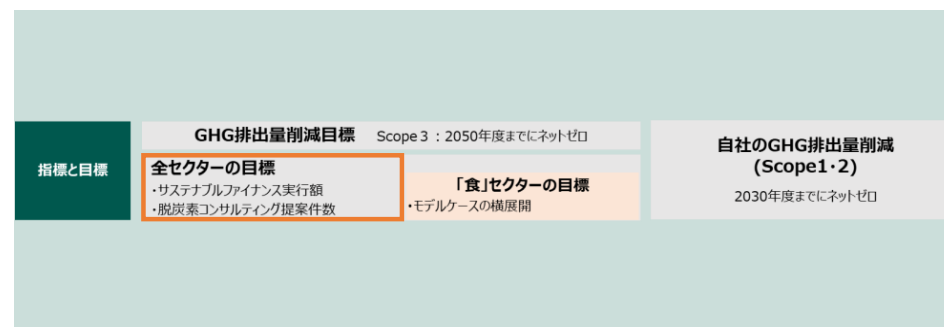 指標と目標
GHG排出量削減目標 Scope3：2050年度までにネットゼロ
全セクターの目標
・サステナブルファイナンス実行額
・脱炭素コンサルティング提案件数
「食」セクターの目標
・モデルケースの横展開
自社のGHG排出量削減
(Scope1・2)
2030年度までにネットゼロ